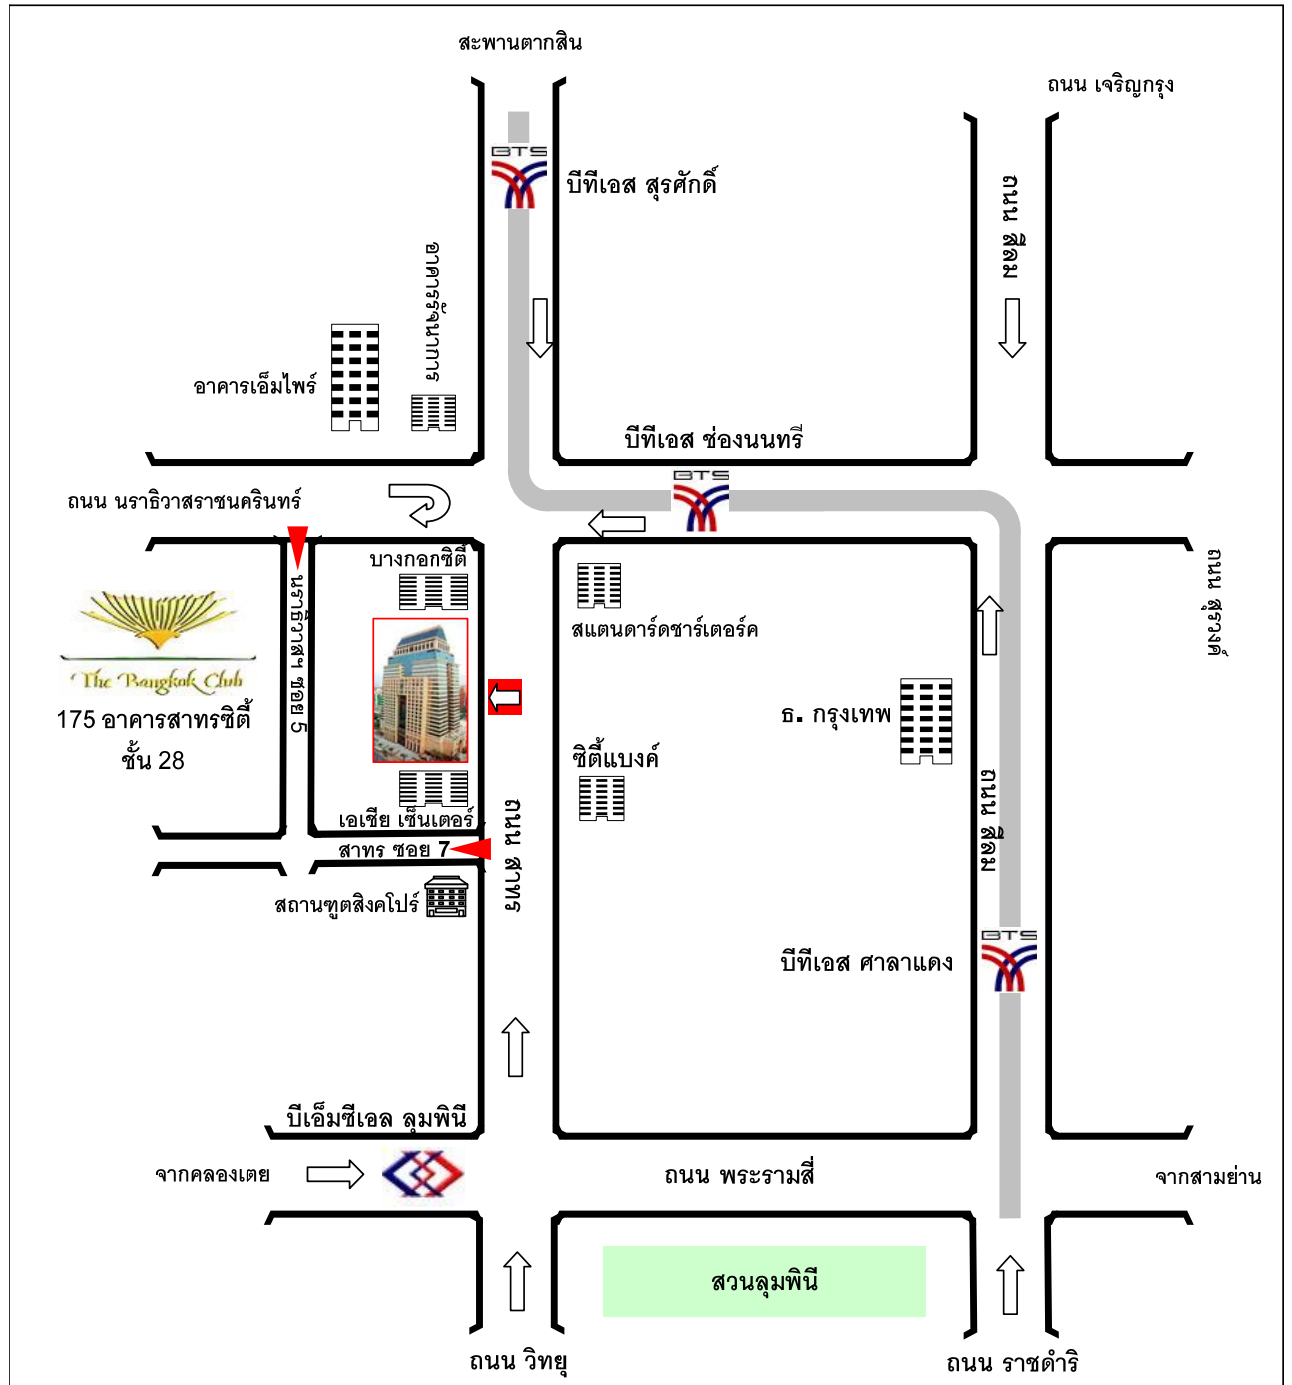 สะพานตากสิน
ถนน เจริญกรุง
BTS
บีทีเอส สุรศักดิ์
ถนน สีลม
อาคารรัจนาการ
อาคารเอ็มไพร์
บีทีเอส ช่องนนทรี
BTS
ถนน นราธิวาสราชนครินทร์
บางกอกซิตี้
ถนน สุรวงค์
นราธิวาสฯ ซอย 5
สแตนดาร์ดชาร์เตอร์ค
The Bangkok Club
175 อาคารสาทรซิตี้
ชั้น 28
ธ. กรุงเทพ
ซิตี้แบงค์
ถนน สีลม
เอเชีย เซ็นเตอร์
ถนน สาทร
สาทร ซอย 7
สถานฑูตสิงคโปร์
BTS
บีทีเอส ศาลาแดง
บีเอ็มซีเอล ลุมพินี
จากคลองเตย
ถนน พระรามสี่
จากสามย่าน
สวนลุมพินี
ถนน วิทยุ
ถนน ราชดำริ